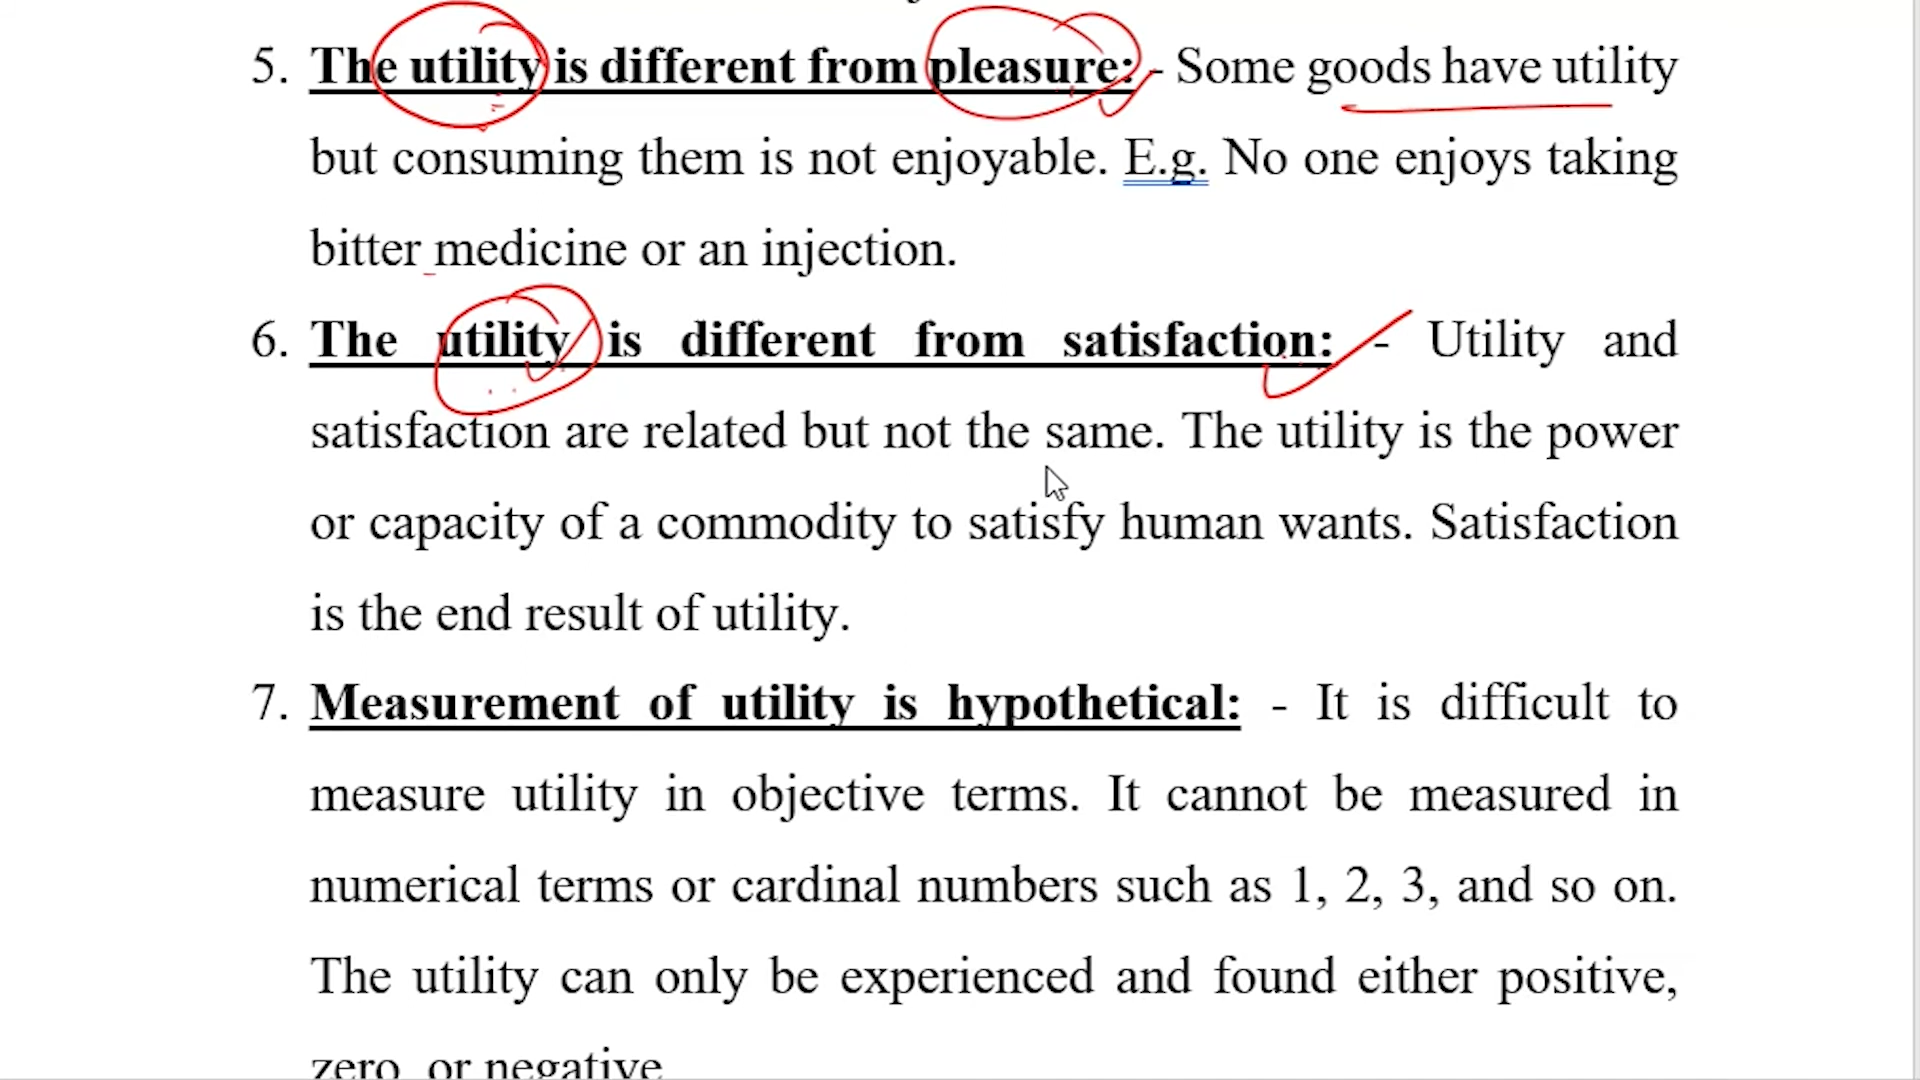 5. The utility is different from pleasure: - Some goods have utility
but consuming them is not enjoyable. E.g. No one enjoys taking
bitter medicine or an injection.
6. The utility is different from satisfaction: - Utility and
satisfaction are related but not the same. The utility is the power
or capacity of a commodity to satisfy human wants. Satisfaction
is the end result of utility.
7. Measurement of utility is hypothetical: - It is difficult to
measure utility in objective terms. It cannot be measured in
numerical terms or cardinal numbers such as 1, 2, 3, and so on.
The utility can only be experienced and found either positive,
zero, or negative